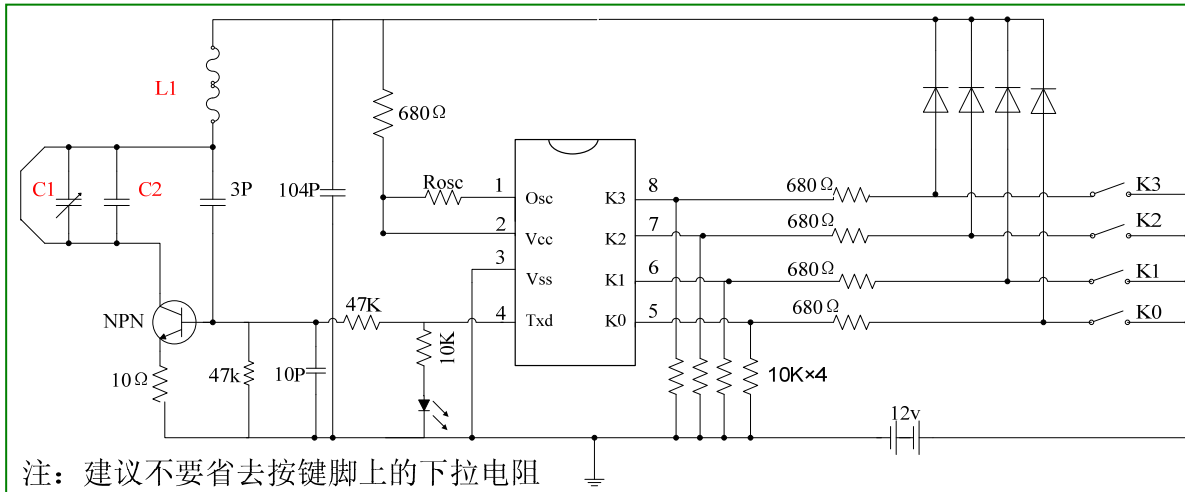 L1
680Ω
C1
C2
3P
104P
Rosc
1
Osc
2
Vcc
3
Vss
4
Txd
K3
8
K2
7
K1
6
K0
5
680Ω
K3
680Ω
K2
680Ω
K1
680Ω
K0
NPN
47K
10K
10Ω
47k
10P
10K×4
12v
注：建议不要省去按键脚上的下拉电阻